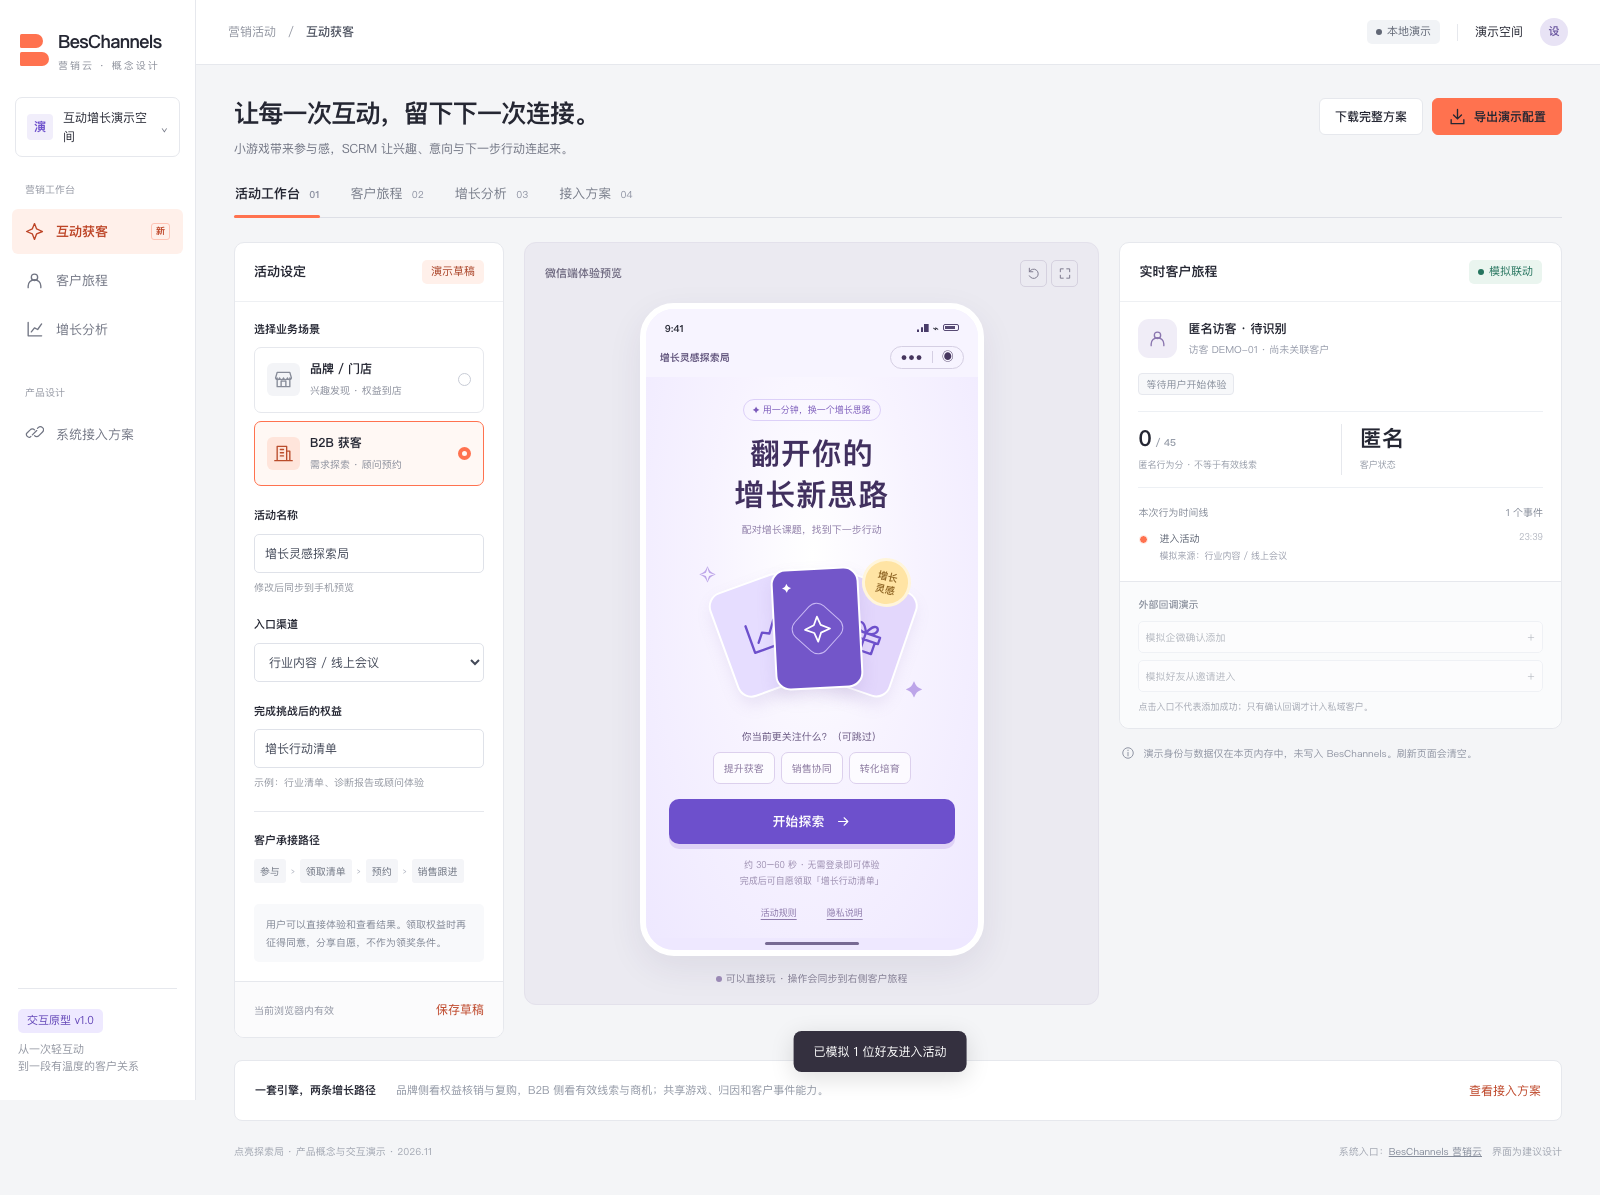 BesChannels
营销云 · 概念设计
演
互动增长演示空
间
营销工作台
互动获客
新
客户旅程
增长分析
产品设计
系统接入方案
交互原型 v1.0
从一次轻互动
到一段有温度的客户关系
营销活动 / 互动获客
本地演示
演示空间
设
让每一次互动，留下下一次连接。
小游戏带来参与感，SCRM 让兴趣、意向与下一步行动连起来。
下载完整方案
导出演示配置
活动工作台 01
客户旅程 02
增长分析 03
接入方案 04
活动设定
演示草稿
选择业务场景
品牌 / 门店
兴趣发现 · 权益到店
B2B 获客
需求探索 · 顾问预约
活动名称
增长灵感探索局
修改后同步到手机预览
入口渠道
行业内容 / 线上会议
完成挑战后的权益
增长行动清单
示例：行业清单、诊断报告或顾问体验
客户承接路径
参与 › 领取清单 › 预约 › 销售跟进
用户可以直接体验和查看结果。领取权益时再
征得同意，分享自愿，不作为领奖条件。
当前浏览器内有效
保存草稿
微信端体验预览
9:41
增长灵感探索局
用一分钟，换一个增长思路
翻开你的
增长新思路
配对增长课题，找到下一步行动
增长
灵感
你当前更关注什么？（可跳过）
提升获客
销售协同
转化培育
开始探索 →
约 30—60 秒 · 无需登录即可体验
完成后可自愿领取「增长行动清单」
活动规则
隐私说明
可以直接玩 · 操作会同步到右侧客户旅程
实时客户旅程
模拟联动
匿名访客 · 待识别
访客 DEMO-01 · 尚未关联客户
等待用户开始体验
0 / 45
匿名行为分 · 不等于有效线索
匿名
客户状态
本次行为时间线
1 个事件
进入活动
23:39
模拟来源：行业内容 / 线上会议
外部回调演示
模拟企微确认添加 +
模拟好友从邀请进入 +
点击入口不代表添加成功；只有确认回调才计入私域客户。
演示身份与数据仅在本页内存中，未写入 BesChannels。刷新页面会清空。
已模拟 1 位好友进入活动
一套引擎，两条增长路径
品牌侧看权益核销与复购，B2B 侧看有效线索与商机；共享游戏、归因和客户事件能力。
查看接入方案
点亮探索局 · 产品概念与交互演示 · 2026.11
系统入口：BesChannels 营销云 界面为建议设计